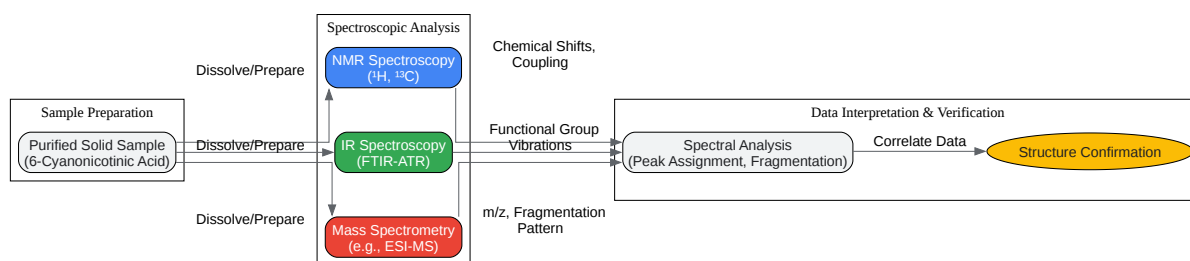 Sample Preparation
Purified Solid Sample
(6-Cyanonicotinic Acid)
Dissolve/Prepare
Dissolve/Prepare
Dissolve/Prepare
Spectroscopic Analysis
NMR Spectroscopy
(¹H, ¹³C)
IR Spectroscopy
(FTIR-ATR)
Mass Spectrometry
(e.g., ESI-MS)
Chemical Shifts,
Coupling
Functional Group
Vibrations
m/z, Fragmentation
Pattern
Data Interpretation & Verification
Spectral Analysis
(Peak Assignment, Fragmentation)
Correlate Data
Structure Confirmation